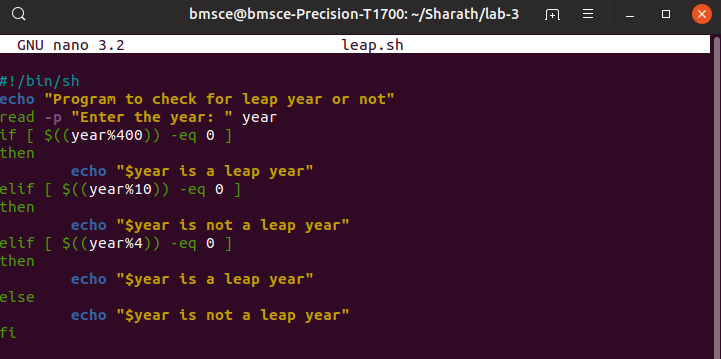 bmsce@bmsce-Precision-T1700: ~/Sharath/lab-3
GNU nano 3.2 leap.sh
#!/bin/sh
echo "Program to check for leap year or not"
read -p "Enter the year: " year
if [ $((year%400)) -eq 0 ]
then
        echo "$year is a leap year"
elif [ $((year%10)) -eq 0 ]
then
        echo "$year is not a leap year"
elif [ $((year%4)) -eq 0 ]
then
        echo "$year is a leap year"
else
        echo "$year is not a leap year"
fi